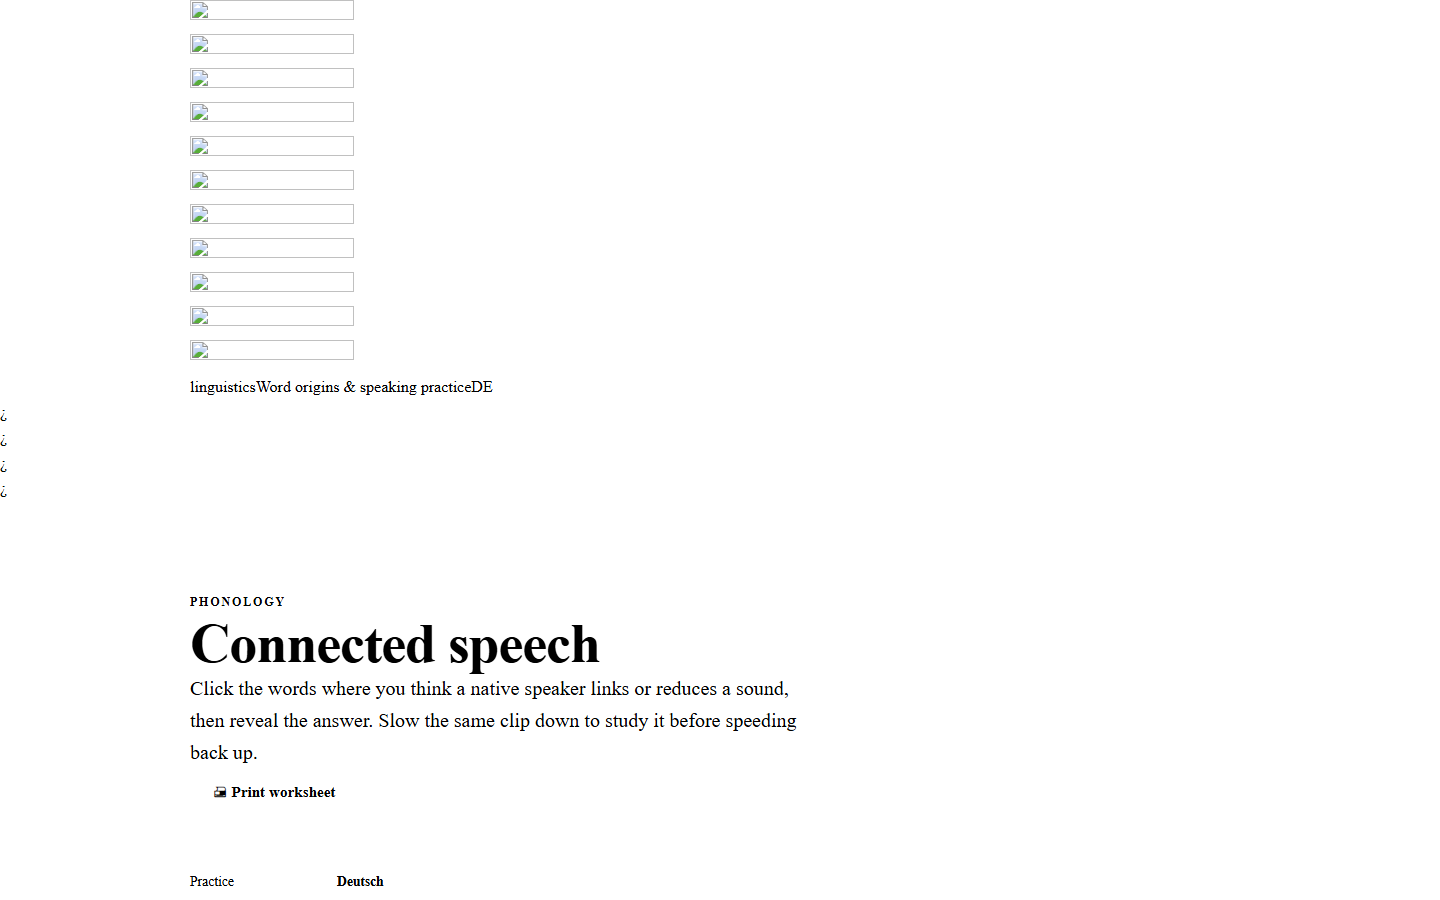 linguisticsWord origins & speaking practiceDE
¿
¿
¿
¿
PHONOLOGY
Connected speech
Click the words where you think a native speaker links or reduces a sound,
then reveal the answer. Slow the same clip down to study it before speeding
back up.
Print worksheet
Practice Deutsch